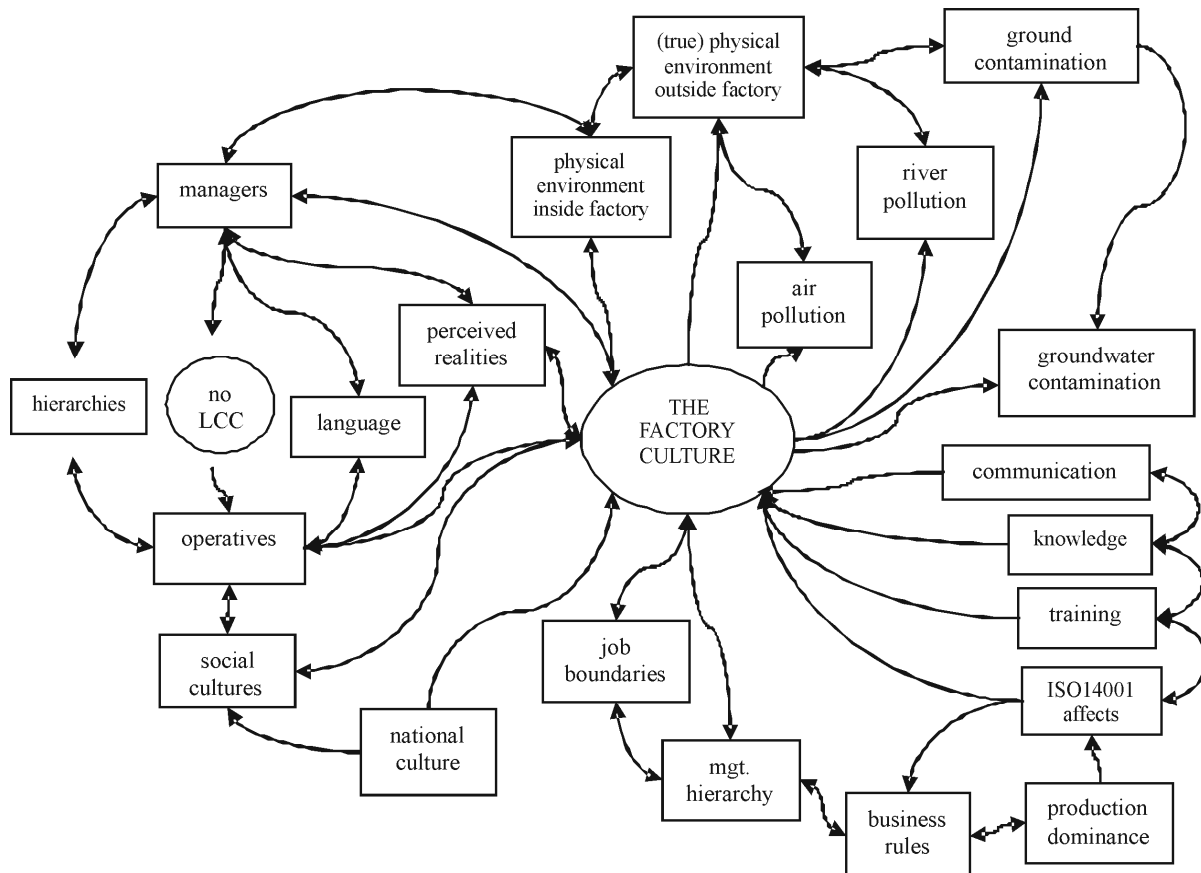 (true) physical
environment
outside factory
ground
contamination
physical
environment
inside factory
managers
river
pollution
air
pollution
perceived
realities
groundwater
contamination
hierarchies
no
LCC
language
THE
FACTORY
CULTURE
communication
operatives
knowledge
training
social
cultures
job
boundaries
ISO14001
affects
national
culture
mgt.
hierarchy
business
rules
production
dominance